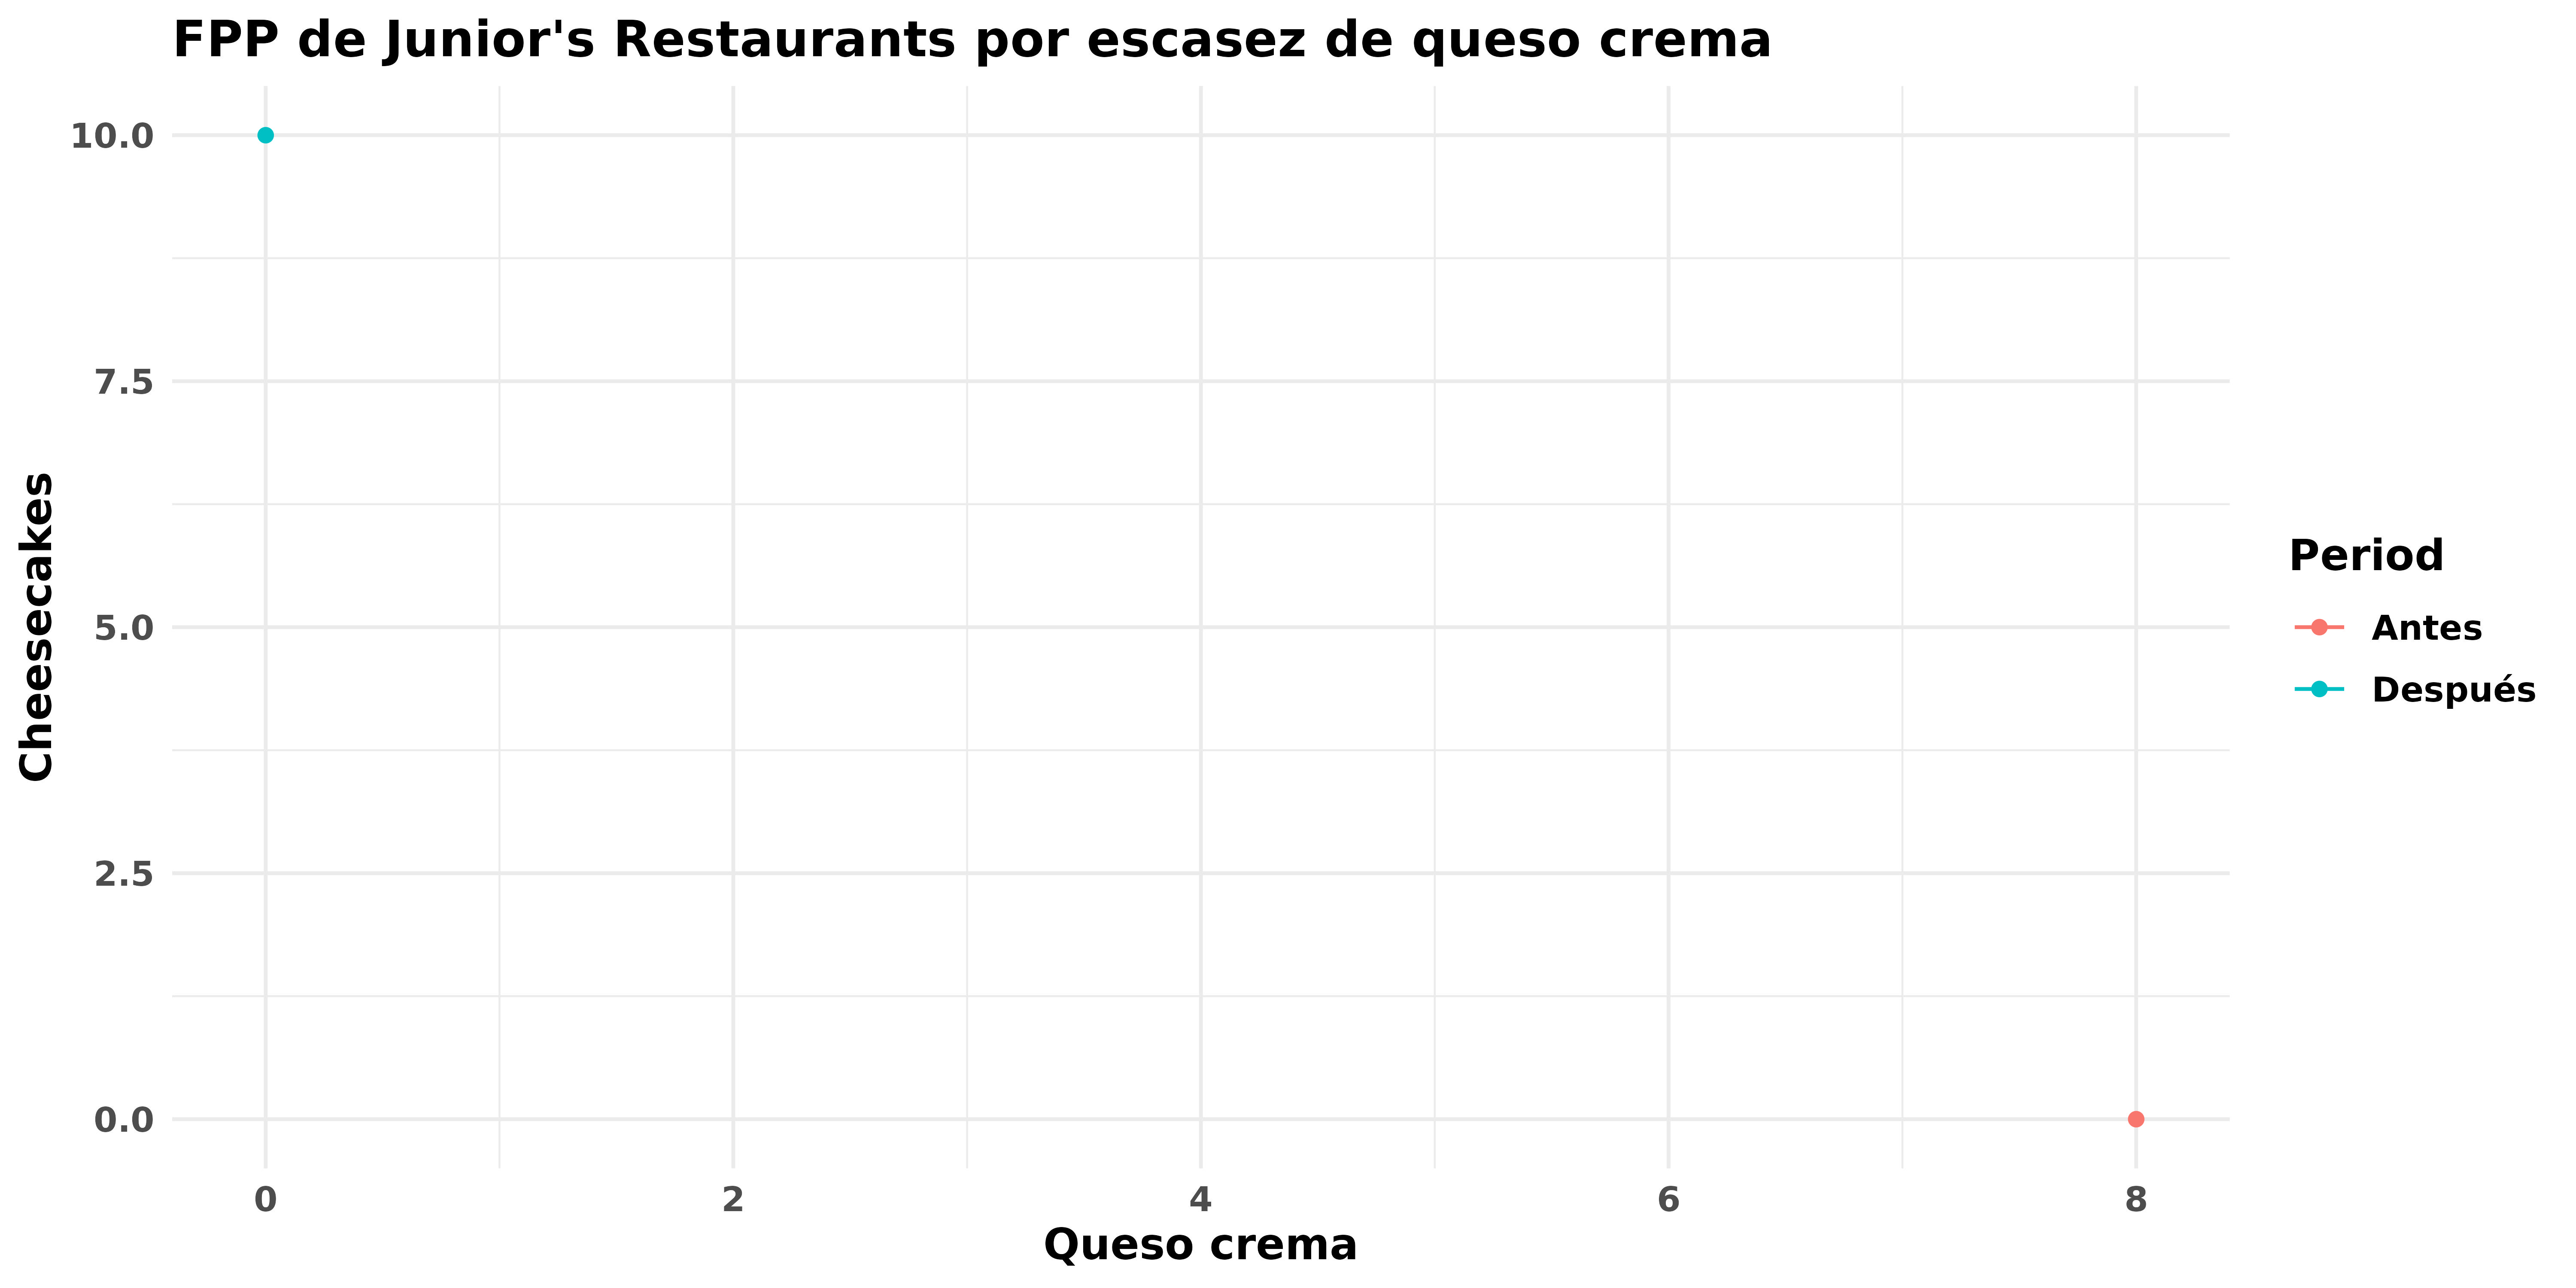 FPP de Junior's Restaurants por escasez de queso crema
10.0
7.5
5.0
2.5
0.0
Cheesecakes
0 2 4 6 8
Queso crema
Period
Antes
Después